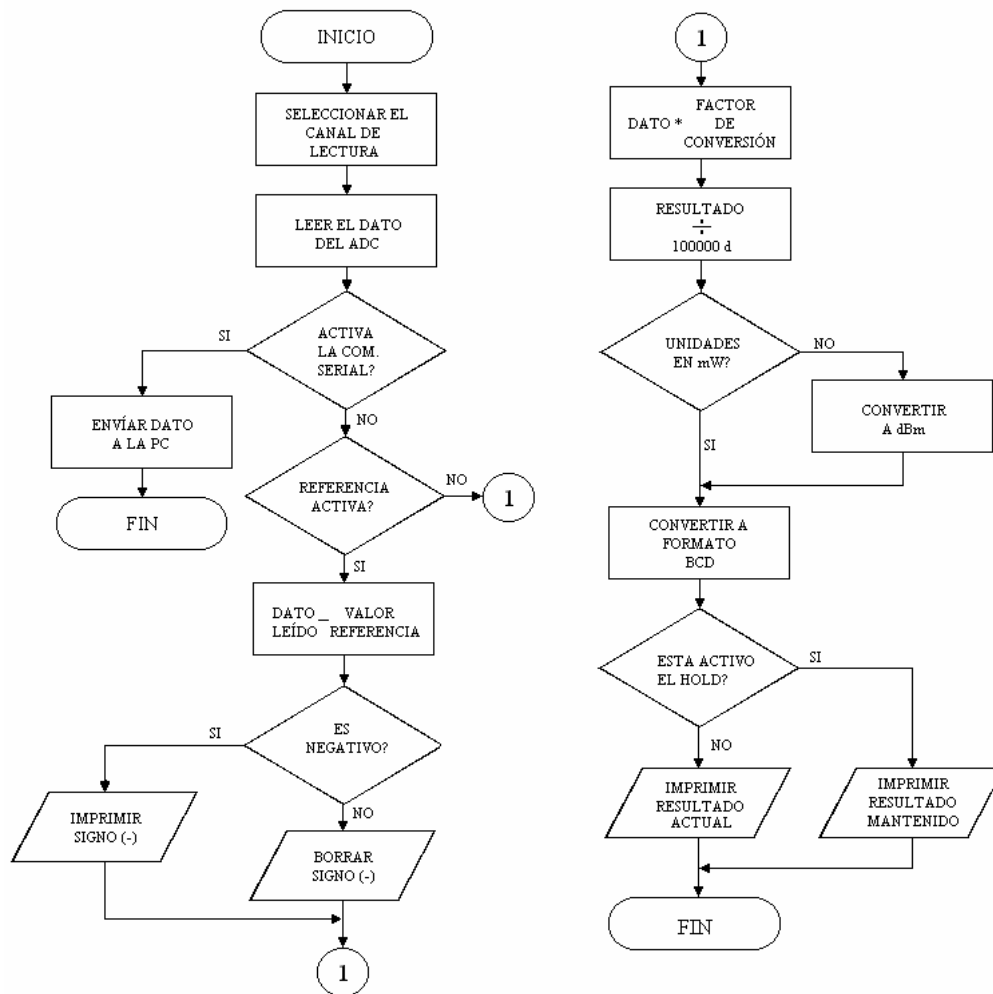 INICIO
SELECCIONAR EL
CANAL DE
LECTURA
LEER EL DATO
DEL ADC
ACTIVA
LA COM.
SERIAL?
SI
NO
ENVÍAR DATO
A LA PC
FIN
REFERENCIA
ACTIVA?
NO
1
SI
DATO _ VALOR
LEÍDO REFERENCIA
ES
NEGATIVO?
SI
NO
IMPRIMIR
SIGNO (-)
BORRAR
SIGNO (-)
1
1
FACTOR
DATO * DE
CONVERSIÓN
RESULTADO
÷
100000 d
UNIDADES
EN mW?
NO
SI
CONVERTIR
A dBm
CONVERTIR A
FORMATO
BCD
ESTA ACTIVO
EL HOLD?
SI
NO
IMPRIMIR
RESULTADO
ACTUAL
IMPRIMIR
RESULTADO
MANTENIDO
FIN